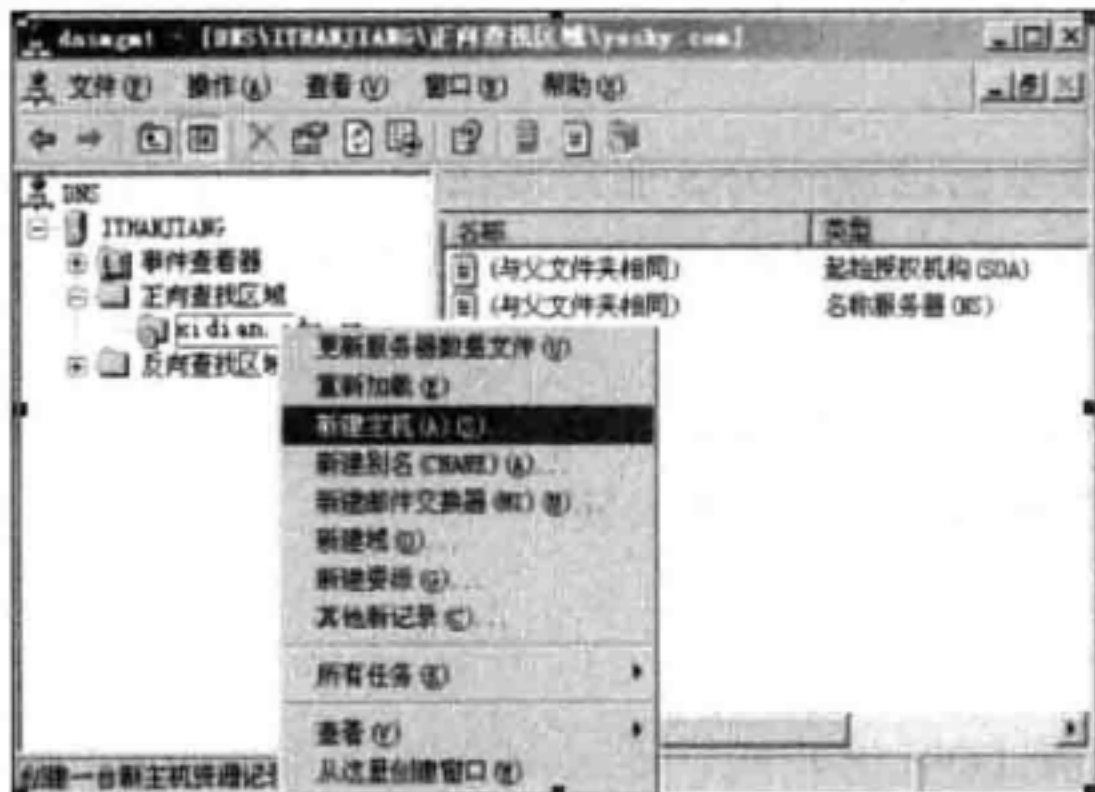 dnsmgmt - [DNS\ITHANJIANG\正向查找区域\yesky com]
文件(F) 操作(A) 查看(V) 窗口(W) 帮助(H)
DNS
ITHANJIANG
事件查看器
正向查找区域
xidian.
反向查找区域
名称 类型
(与父文件夹相同) 起始授权机构(SOA)
(与父文件夹相同) 名称服务器(NS)
更新服务器数据文件(U)
重新加载(E)
新建主机(A)(S)...
新建别名(CNAME)(A)...
新建邮件交换器(MX)(M)...
新建域(O)...
新建委派(G)...
其他新记录(C)...
所有任务(K)
查看(V)
从这里创建窗口(W)
创建一台新主机资源记录